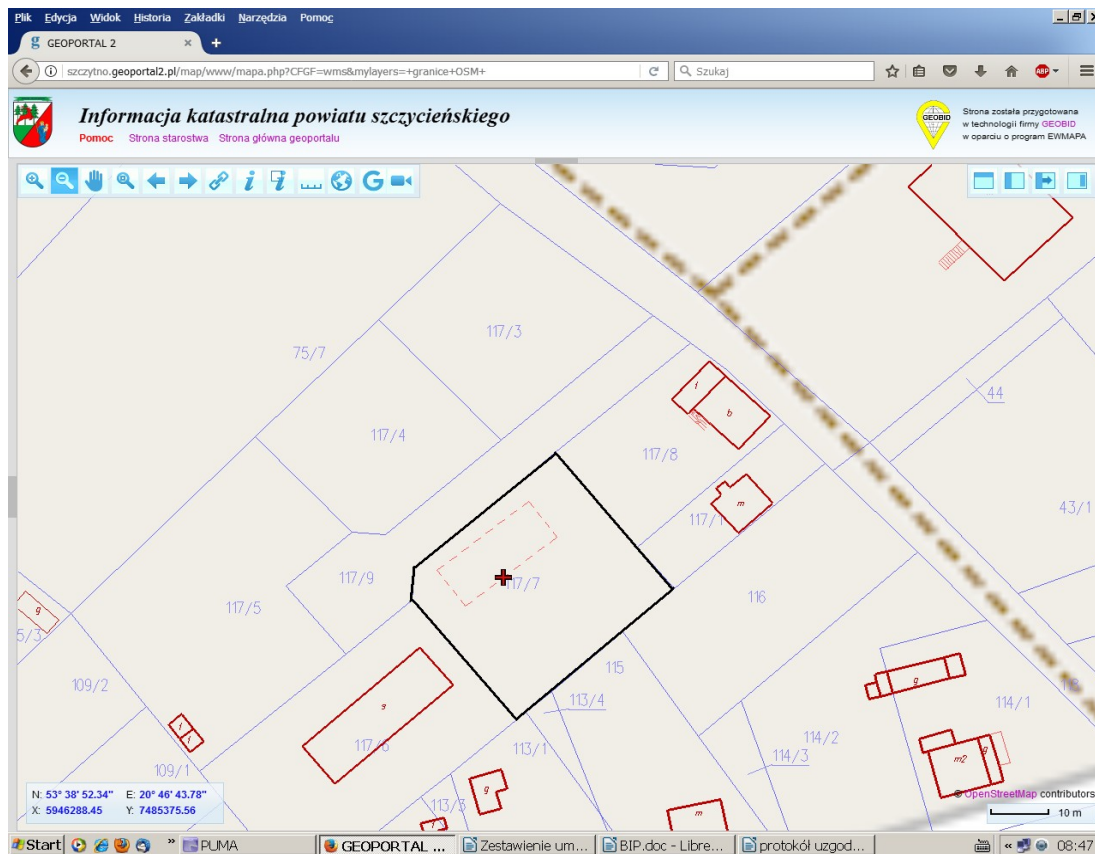 Plik Edycja Widok Historia Zakładki Narzędzia Pomoc
GEOPORTAL 2
szczytno.geoportal2.pl/map/www/mapa.php?CFGF=wms&mylayers=+granice+OSM+
Szukaj
ABP
Informacja katastralna powiatu szczycieńskiego
Pomoc Strona starostwa Strona główna geoportalu
GEOBID
Strona została przygotowana
w technologii firmy GEOBID
w oparciu o program EWMAPA
117/3
75/7
44
i
b
117/4
117/8
m
117/1
43/1
117/9
117/7
117/5
116
g
5/3
115
109/2
g
113/4
114/1
s
i
i
117/6
113/1
114/2
114/3
m2
g
109/1
g
113/3
i
m
N: 53° 38' 52.34" E: 20° 46' 43.78"
X: 5946288.45 Y: 7485375.56
© OpenStreetMap contributors
10 m
Start
PUMA
GEOPORTAL ...
Zestawienie um...
BIP.doc - Libre...
protokół uzgod...
08:47